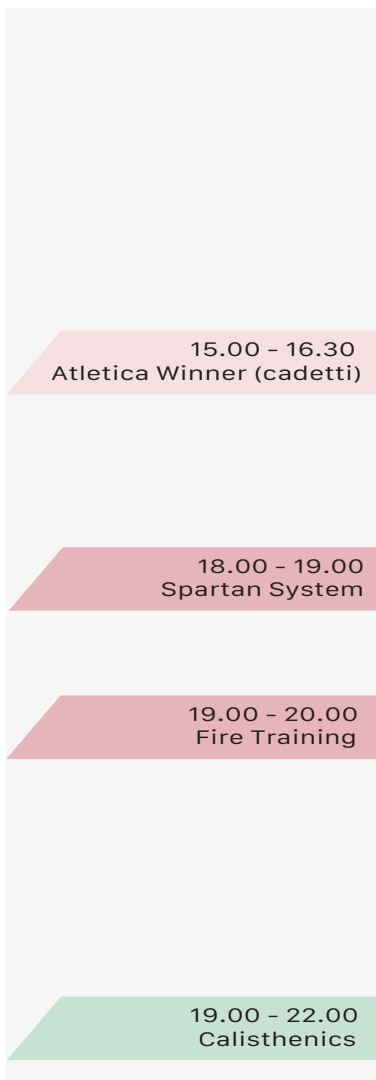 15.00 - 16.30
Atletica Winner (cadetti)
18.00 - 19.00
Spartan System
19.00 - 20.00
Fire Training
19.00 - 22.00
Calisthenics